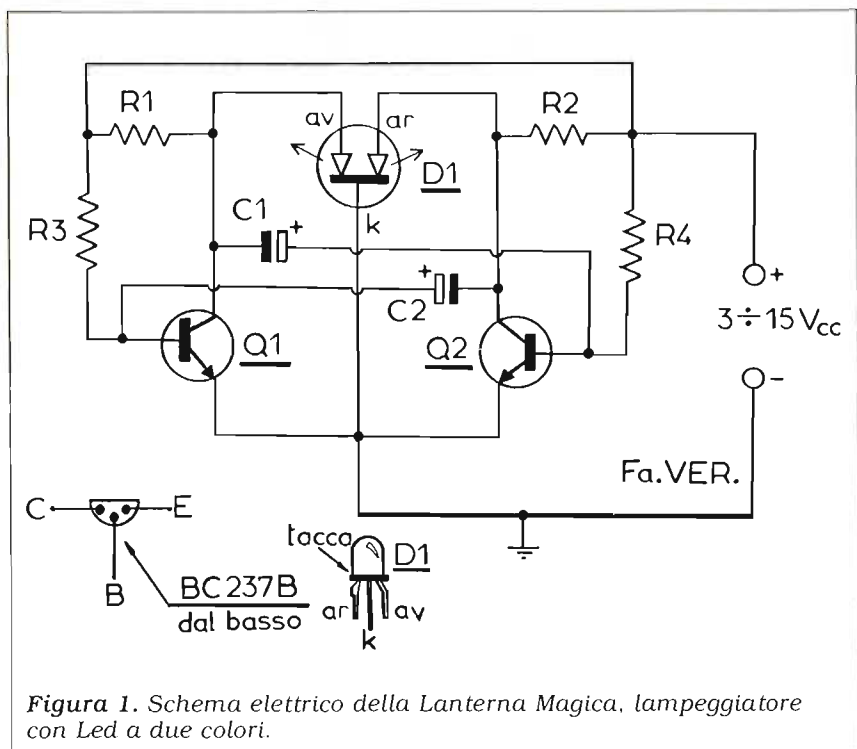 R1
av
ar
R2
D1
C1
+
k
R3
R4
+
C2
+
3÷15Vcc
Q1
Q2
-
Fa.VER.
C
E
tacca
D1
B
BC237B
dal basso
ar
av
k
Figura 1. Schema elettrico della Lanterna Magica, lampeggiatore
con Led a due colori.